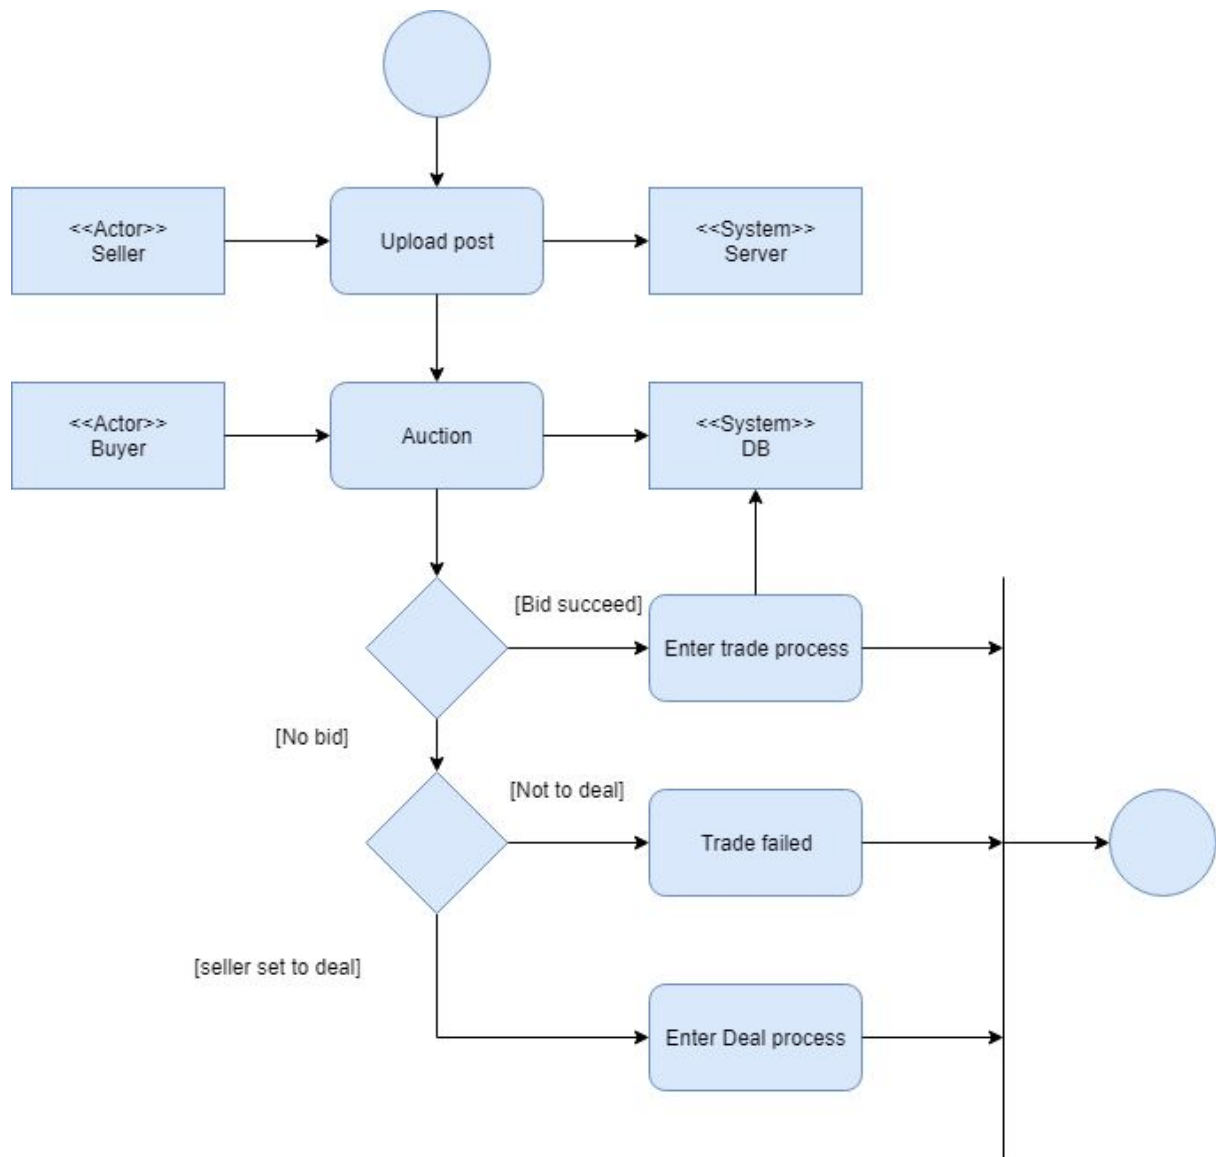 <<Actor>>
Seller
Upload post
<<System>>
Server
<<Actor>>
Buyer
Auction
<<System>>
DB
[Bid succeed]
Enter trade process
[No bid]
[Not to deal]
Trade failed
[seller set to deal]
Enter Deal process